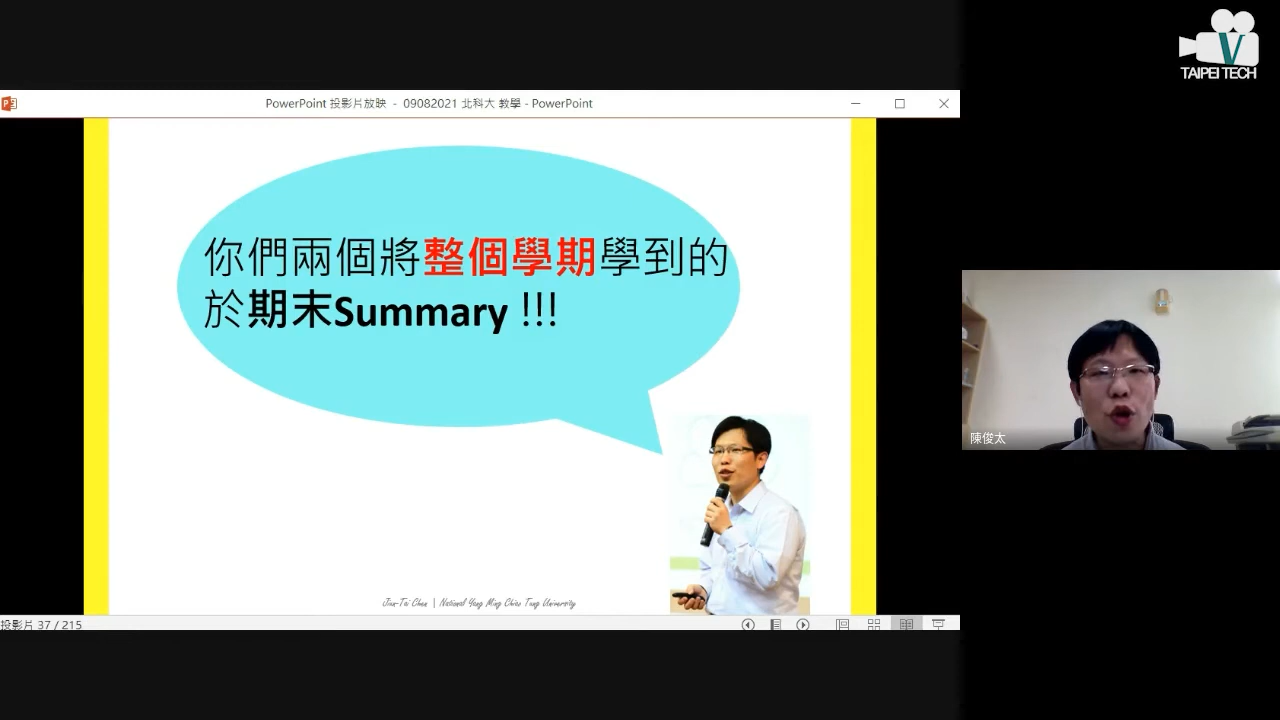 TAIPEI TECH
PowerPoint 投影片放映 - 09082021 北科大 教學 - PowerPoint
你們兩個將整個學期學到的
於期末Summary !!!
陳俊太
Jiun-Tai Chen | National Yang Ming Chiao Tung University
投影片 37 / 215